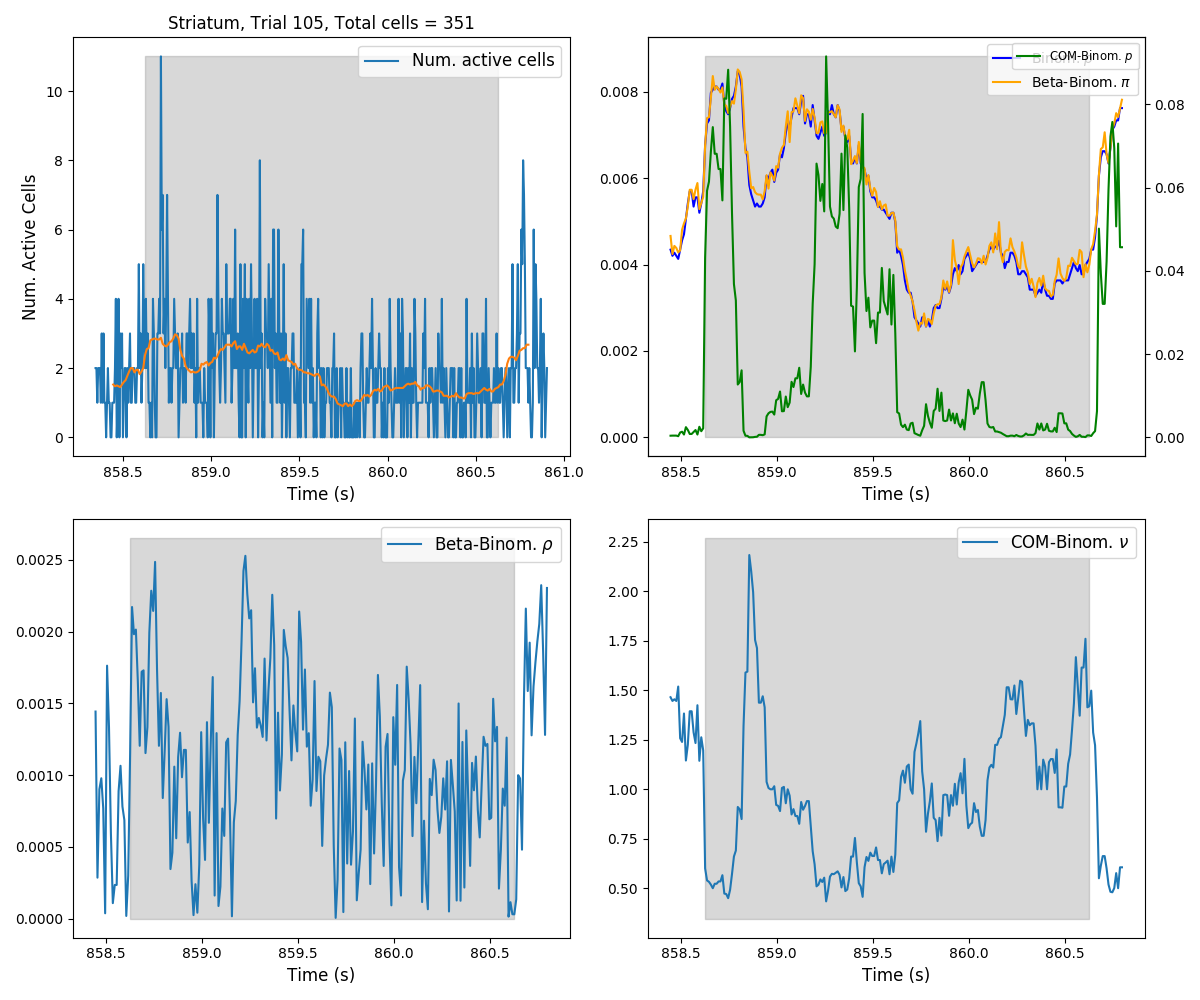 Striatum, Trial 105, Total cells = 351
Num. active cells
Num. Active Cells
10
8
6
4
2
0
858.5 859.0 859.5 860.0 860.5 861.0
Time (s)
COM-Binom. p
Beta-Binom. π
0.008
0.006
0.004
0.002
0.000
0.08
0.06
0.04
0.02
0.00
858.5 859.0 859.5 860.0 860.5
Time (s)
Beta-Binom. ρ
0.0025
0.0020
0.0015
0.0010
0.0005
0.0000
858.5 859.0 859.5 860.0 860.5
Time (s)
COM-Binom. ν
2.25
2.00
1.75
1.50
1.25
1.00
0.75
0.50
858.5 859.0 859.5 860.0 860.5
Time (s)